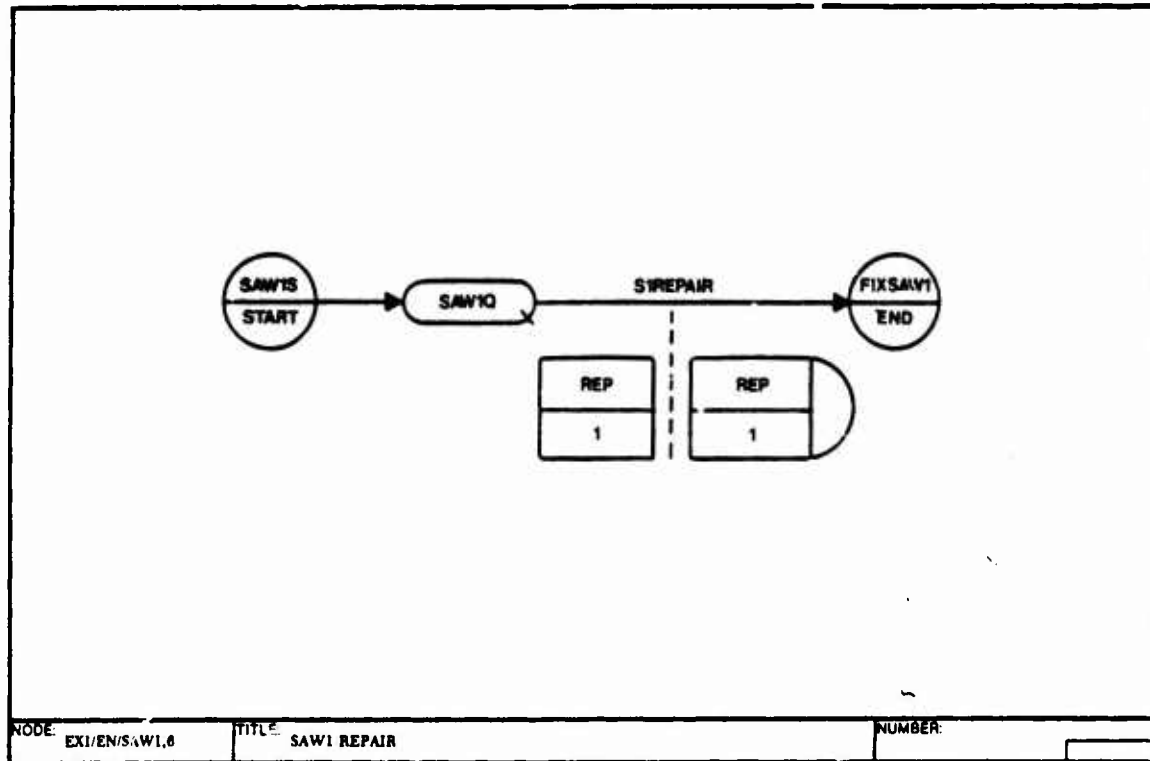 SAW1S
START
SAW1Q
S1REPAIR
FIXSAW1
END
REP
1
REP
1
NODE: EX1/EN/SAW1,6
TITLE: SAW1 REPAIR
NUMBER: